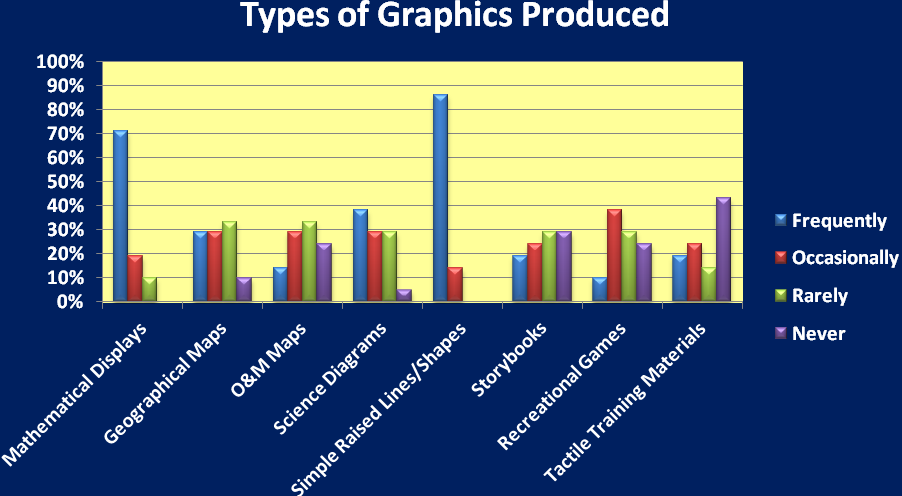 Types of Graphics Produced
100%
90%
80%
70%
60%
50%
40%
30%
20%
10%
0%
Frequently
Occasionally
Rarely
Never
Mathematical Displays
Geographical Maps
O&M Maps
Science Diagrams
Simple Raised Lines/Shapes
Storybooks
Recreational Games
Tactile Training Materials